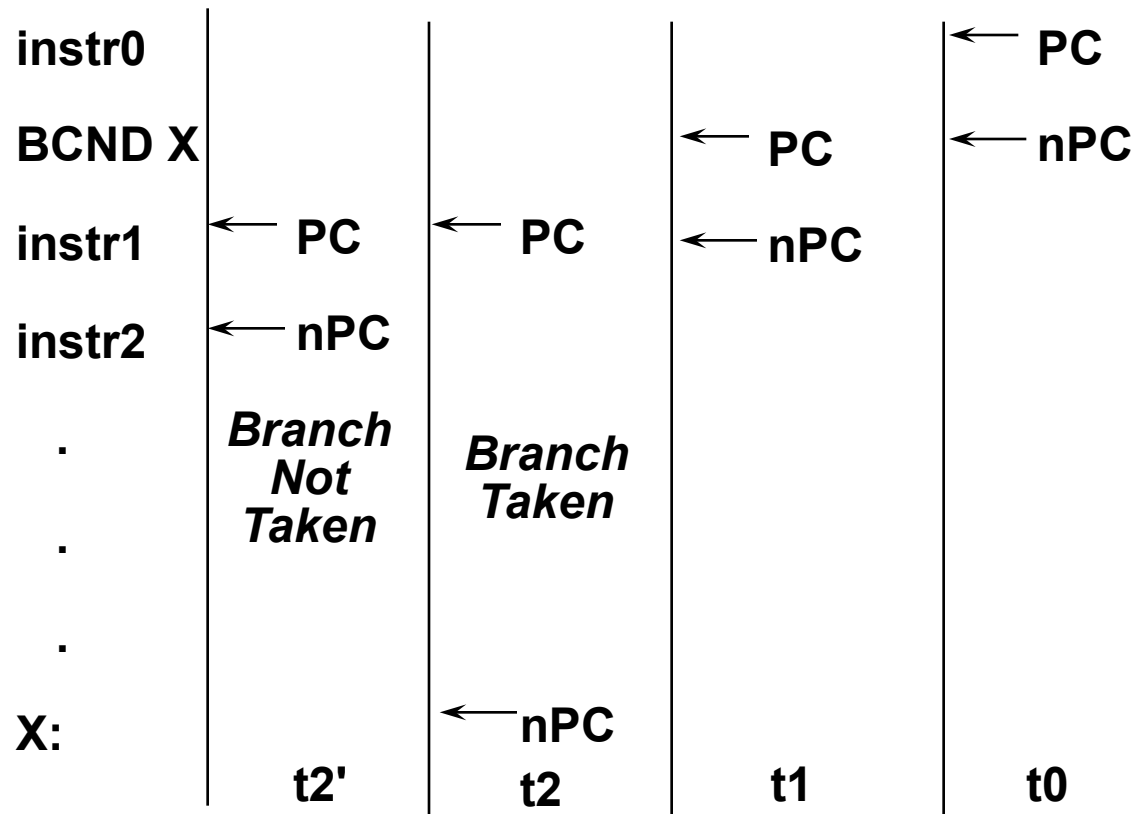 instr0 PC
BCND X PC nPC
instr1 PC PC nPC
instr2 nPC
. Branch Branch
Not Taken
Taken
.
.
X: nPC
t2' t2 t1 t0